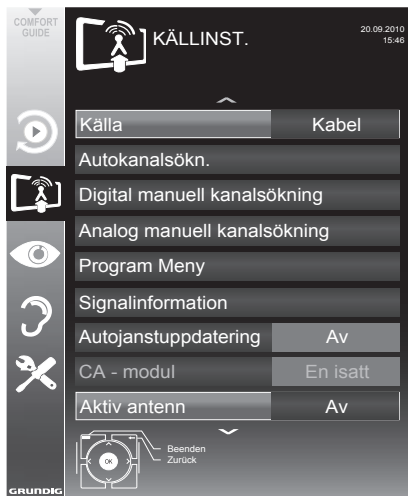 COMFORT
GUIDE
KÄLLINST.
20.09.2010
15:46
Källa Kabel
Autokanalsökn.
Digital manuell kanalsökning
Analog manuell kanalsökning
Program Meny
Signalinformation
Autojanstuppdatering Av
CA - modul En isatt
Aktiv antenn Av
OK
Beenden
Zurück
GRUNDIG